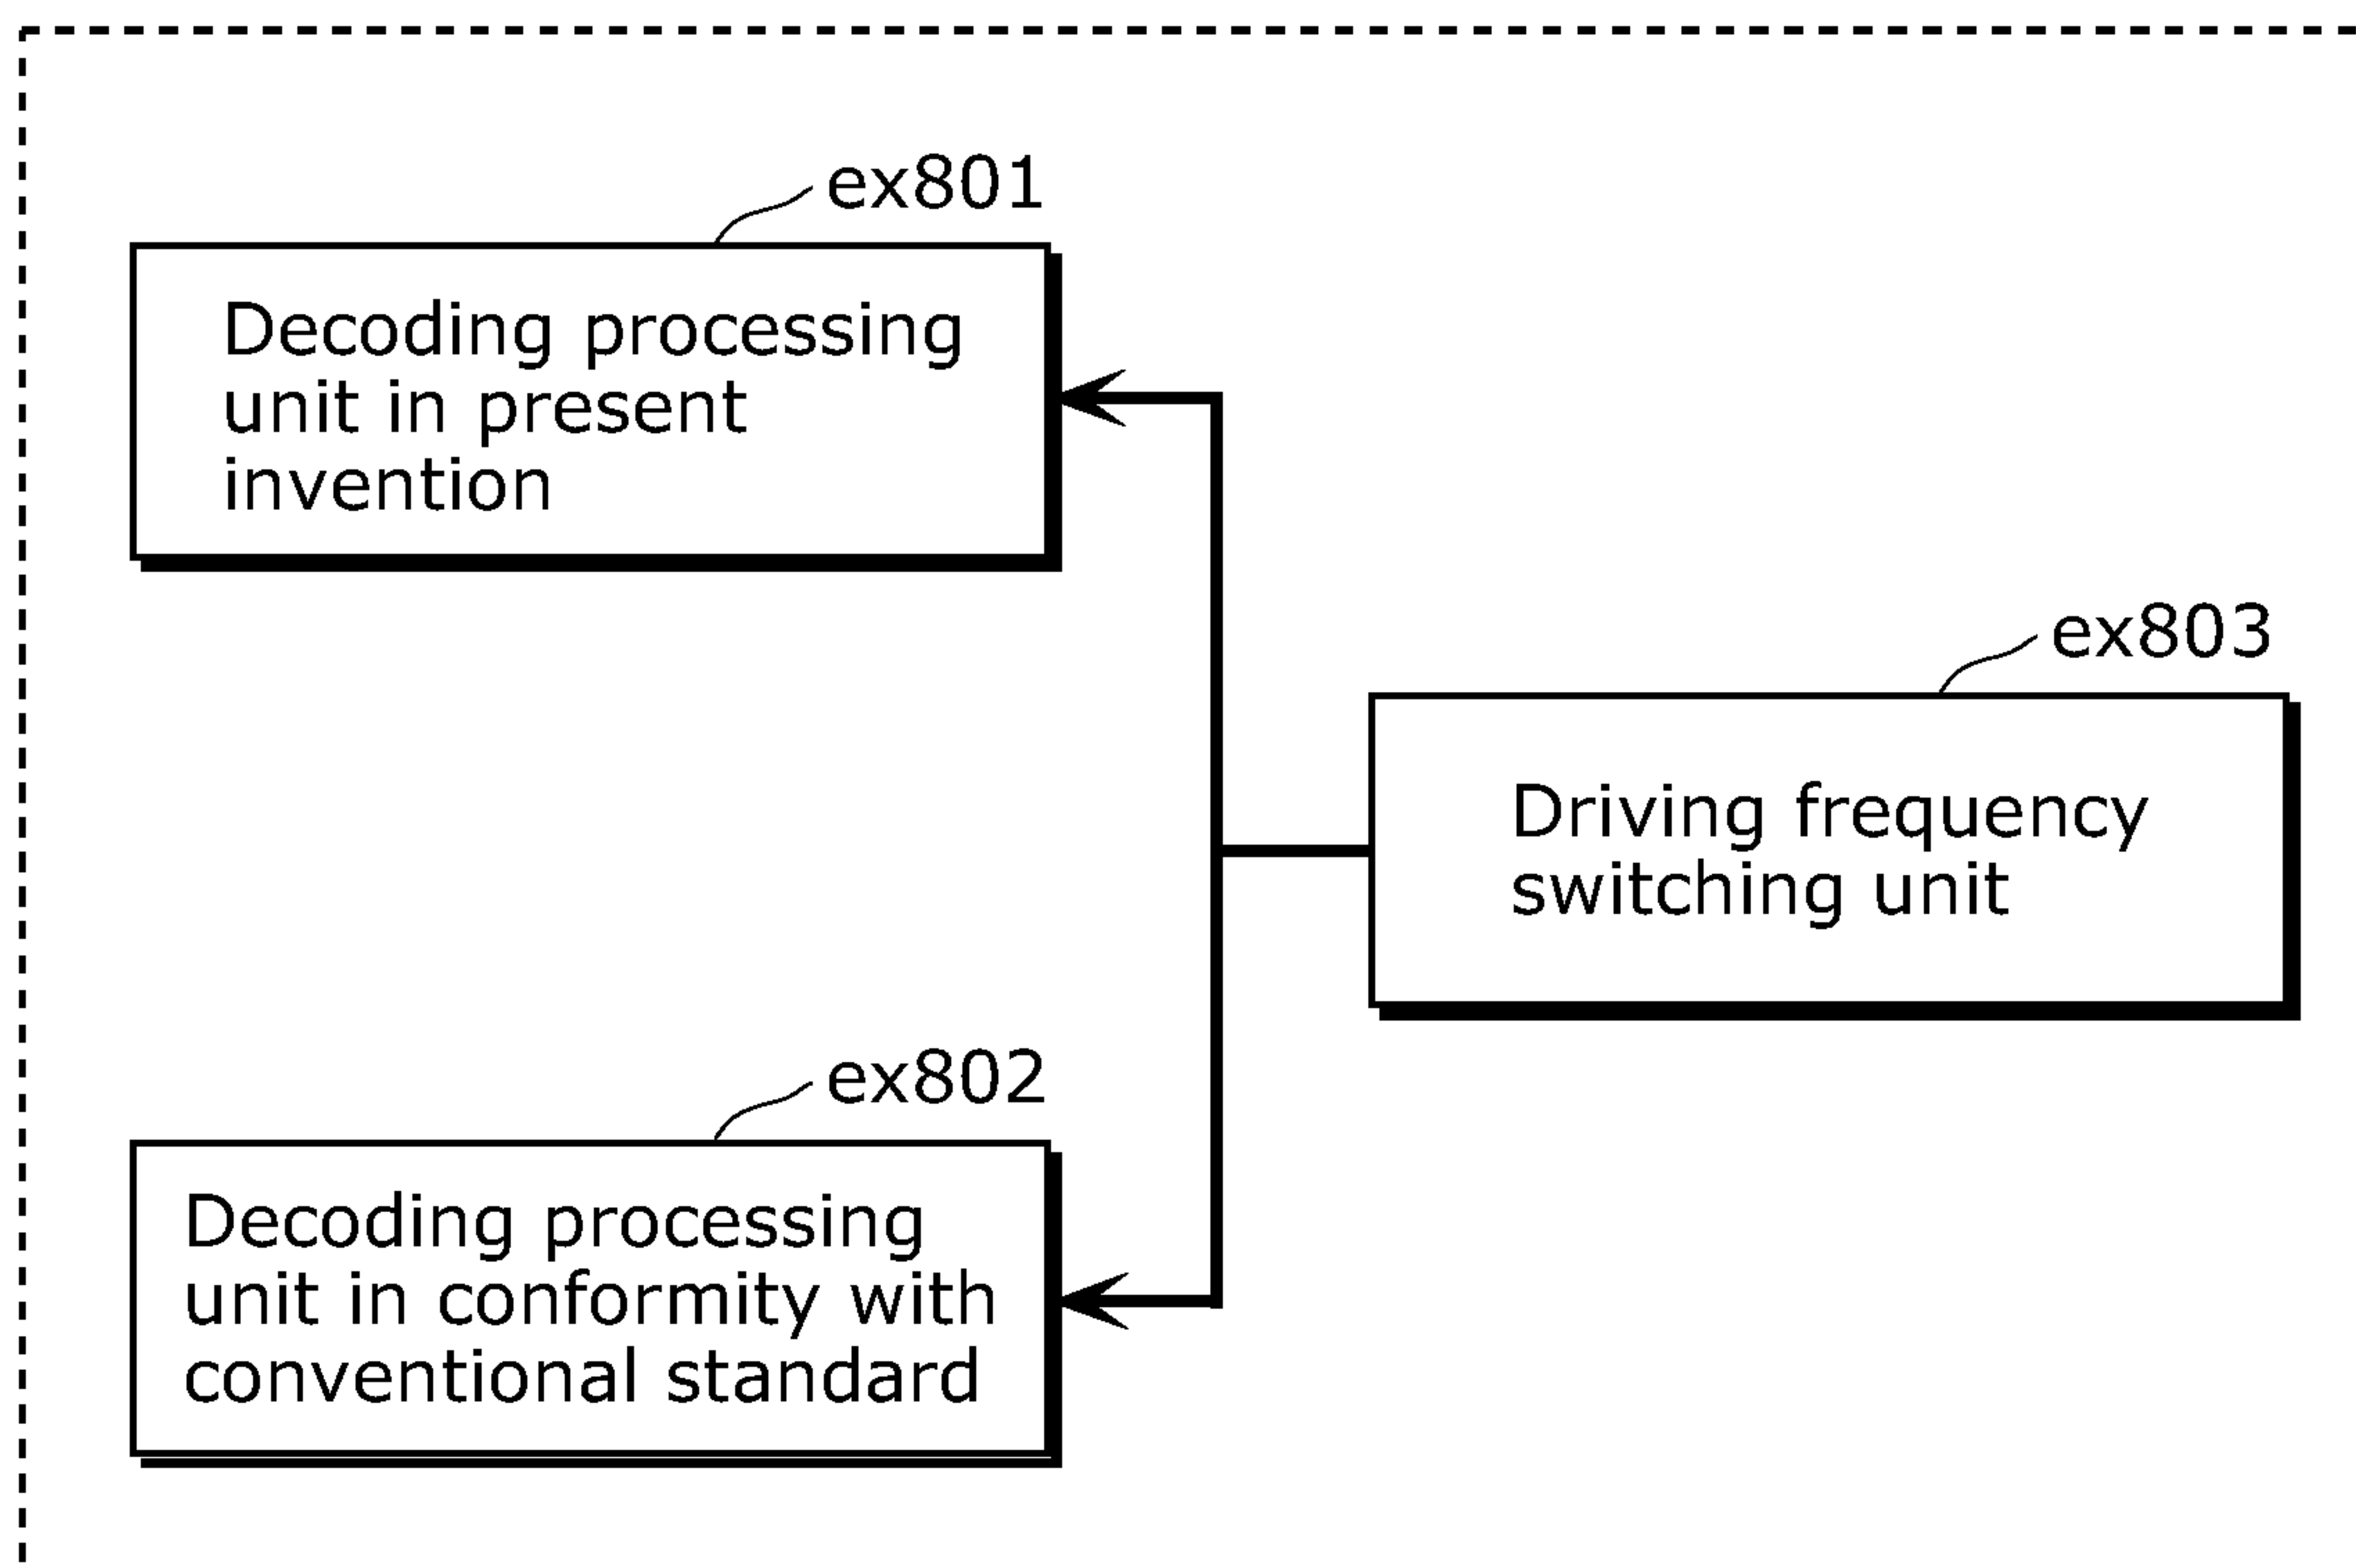 ex801
Decoding processing
unit in present
invention
ex803
Driving frequency
switching unit
ex802
Decoding processing
unit in conformity with
conventional standard